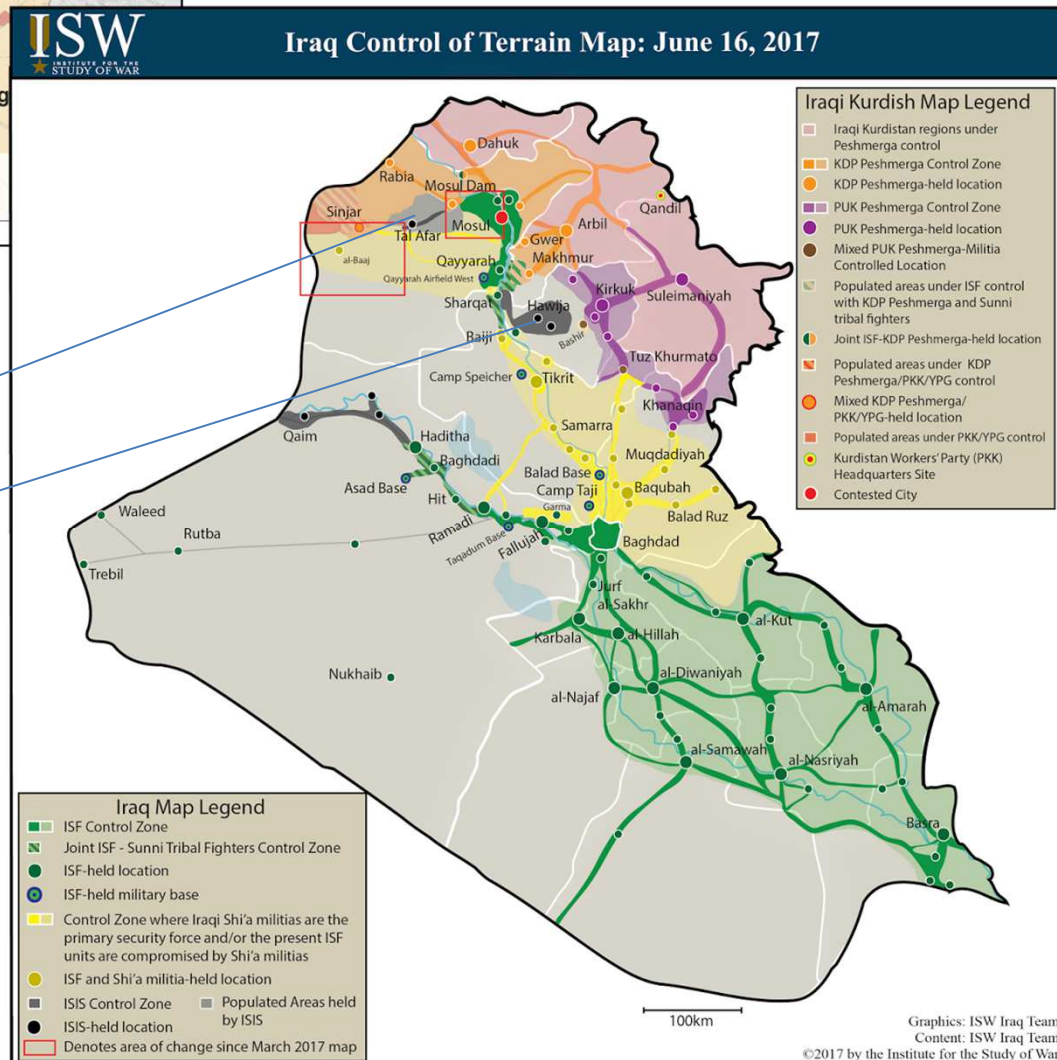 g
ISW
INSTITUTE FOR THE
STUDY OF WAR
Iraq Control of Terrain Map: June 16, 2017
Iraqi Kurdish Map Legend
Iraqi Kurdistan regions under
Peshmerga control
KDP Peshmerga Control Zone
KDP Peshmerga-held location
PUK Peshmerga Control Zone
PUK Peshmerga-held location
Mixed PUK Peshmerga-Militia
Controlled Location
Populated areas under ISF control
with KDP Peshmerga and Sunni
tribal fighters
Joint ISF-KDP Peshmerga-held location
Populated areas under KDP
Peshmerga/PKK/YPG control
Mixed KDP Peshmerga/
PKK/YPG-held location
Populated areas under PKK/YPG control
Kurdistan Workers' Party (PKK)
Headquarters Site
Contested City
Dahuk
Rabia
Mosul Dam
Qandil
Sinjar
Mosul
Arbil
Tal Afar
Gwer
al-Baaj
Makhmur
Qayyarah
Qayyarah Airfield West
Kirkuk
Suleimaniyah
Sharqat
Hawija
Baiji
Bashir
Tuz Khurmato
Camp Speicher
Tikrit
Khanaqin
Qaim
Samarra
Haditha
Muqdadiyah
Baghdadi
Balad Base
Asad Base
Camp Taji
Baqubah
Hit
Garma
Balad Ruz
Waleed
Ramadi
Rutba
Taqadum Base
Fallujah
Baghdad
Trebil
Jurf
al-Sakhr
al-Kut
Karbala
al-Hillah
Nukhaib
al-Diwaniyah
al-Najaf
al-Amarah
al-Samawah
al-Nasriyah
Basra
Iraq Map Legend
ISF Control Zone
Joint ISF - Sunni Tribal Fighters Control Zone
ISF-held location
ISF-held military base
Control Zone where Iraqi Shi'a militias are the
primary security force and/or the present ISF
units are compromised by Shi'a militias
ISF and Shi'a militia-held location
ISIS Control Zone
Populated Areas held
by ISIS
ISIS-held location
Denotes area of change since March 2017 map
100km
Graphics: ISW Iraq Team
Content: ISW Iraq Team
©2017 by the Institute for the Study of War